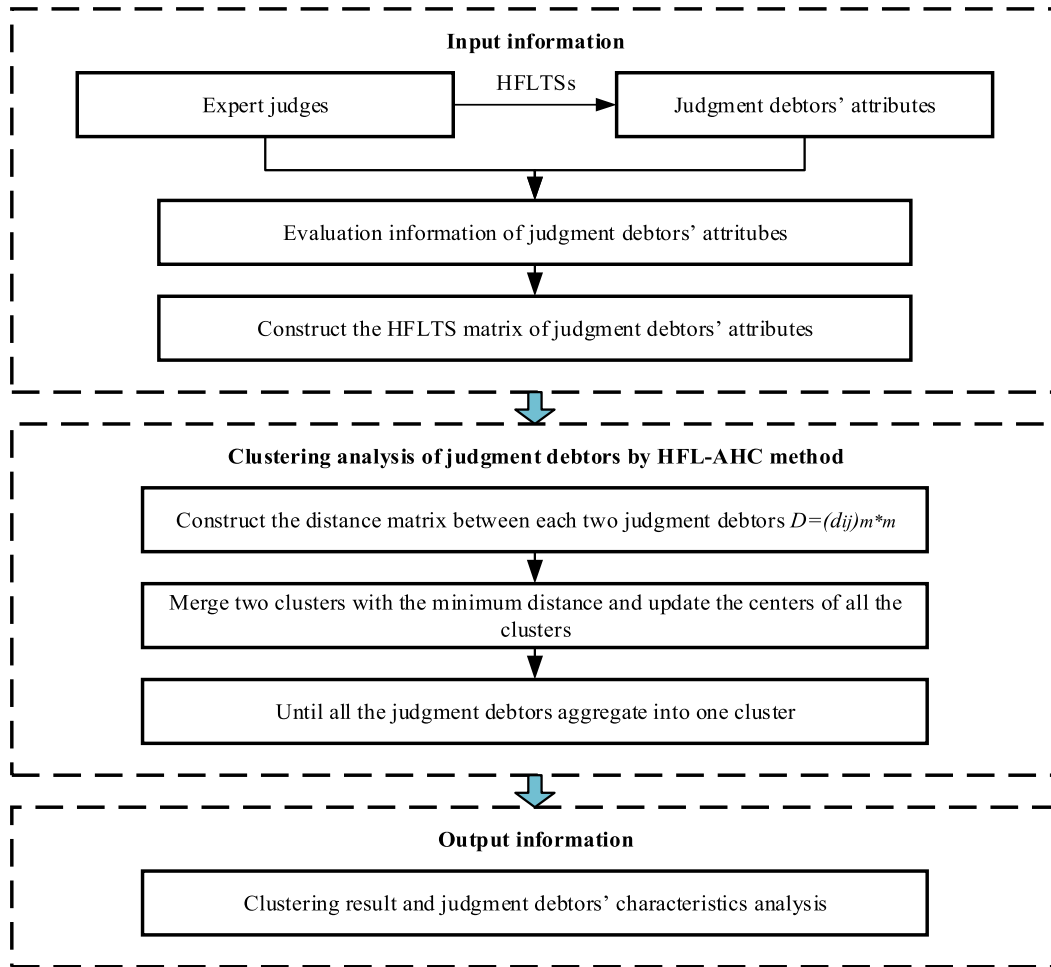 Input information
Expert judges
HFLTSs
Judgment debtors’ attributes
Evaluation information of judgment debtors’ attritubes
Construct the HFLTS matrix of judgment debtors’ attributes
Clustering analysis of judgment debtors by HFL-AHC method
Construct the distance matrix between each two judgment debtors D=(dij)m*m
Merge two clusters with the minimum distance and update the centers of all the
clusters
Until all the judgment debtors aggregate into one cluster
Output information
Clustering result and judgment debtors’ characteristics analysis